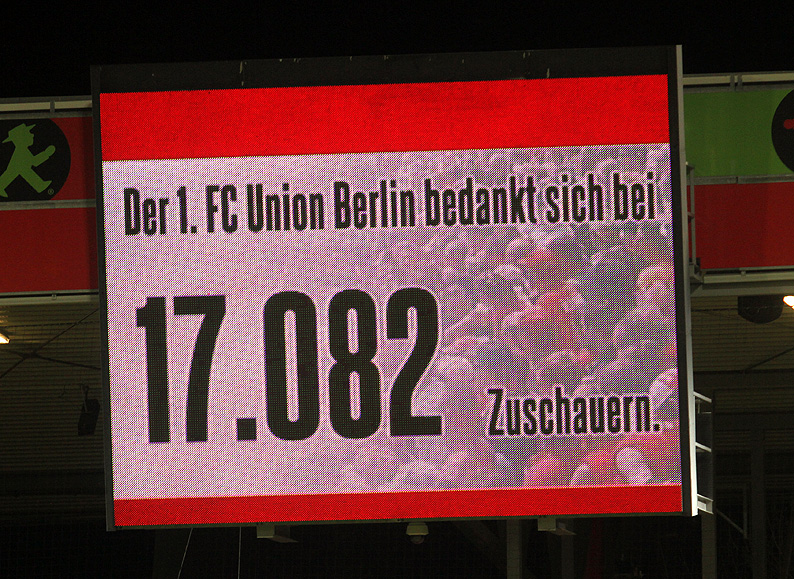 Der 1. FC Union Berlin bedankt sich bei
17.082
Zuschauern.